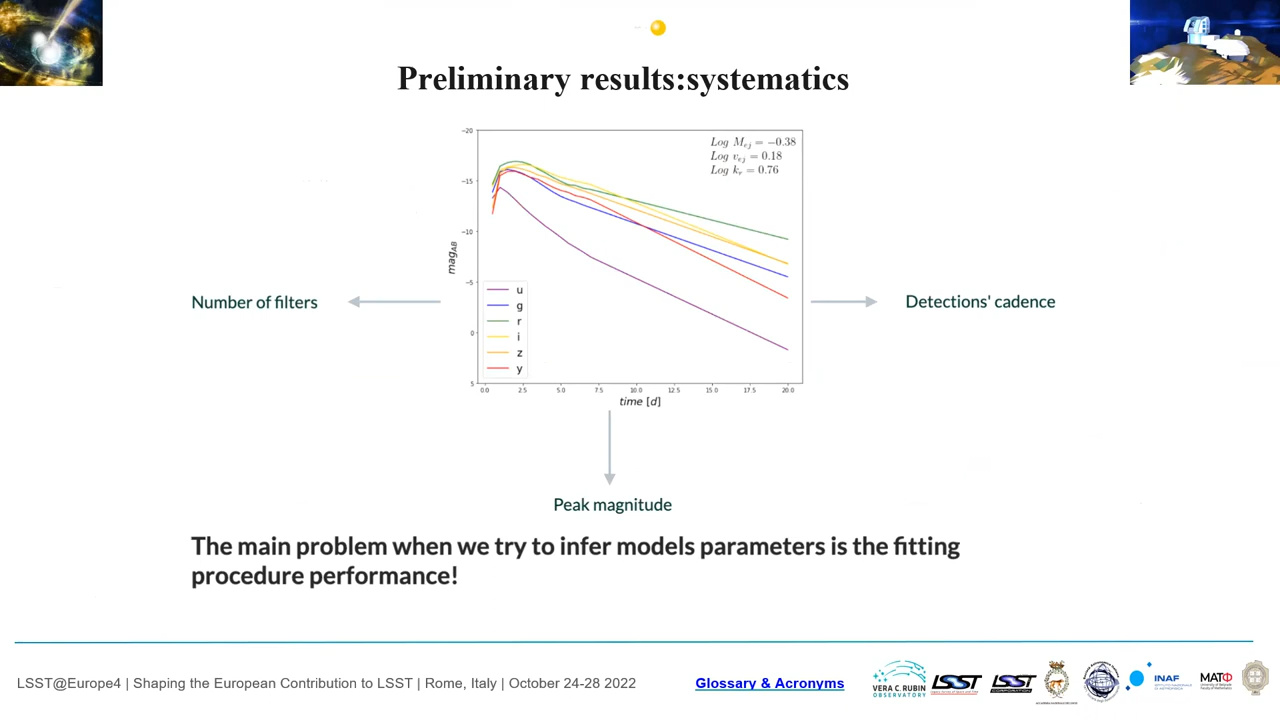 Preliminary results:systematics
Log M_ej = −0.38
Log v_ej = 0.18
Log k_r = 0.76
−20
−15
−10
−5
0
5
mag_AB
u
g
r
i
z
y
0.0 2.5 5.0 7.5 10.0 12.5 15.0 17.5 20.0
time [d]
Number of filters
Detections' cadence
Peak magnitude
The main problem when we try to infer models parameters is the fitting
procedure performance!
LSST@Europe4 | Shaping the European Contribution to LSST | Rome, Italy | October 24-28 2022
Glossary & Acronyms
VERA C. RUBIN
OBSERVATORY
LSST
LSST
CORPORATION
INAF